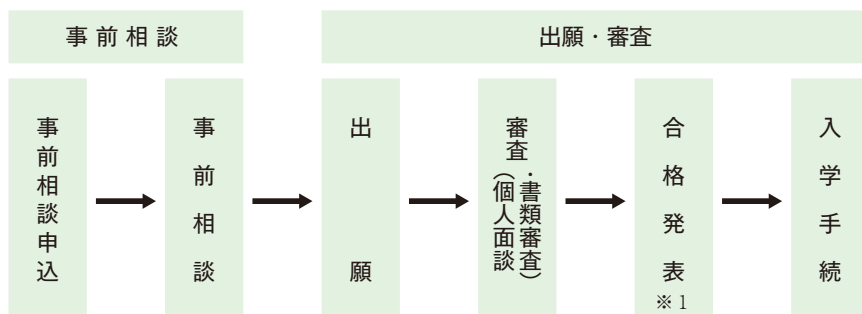 事前相談
出願・審査
事前相談申込
事前相談
出願
審査
(個人面談
・書類審査)
合格発表
※1
入学手続